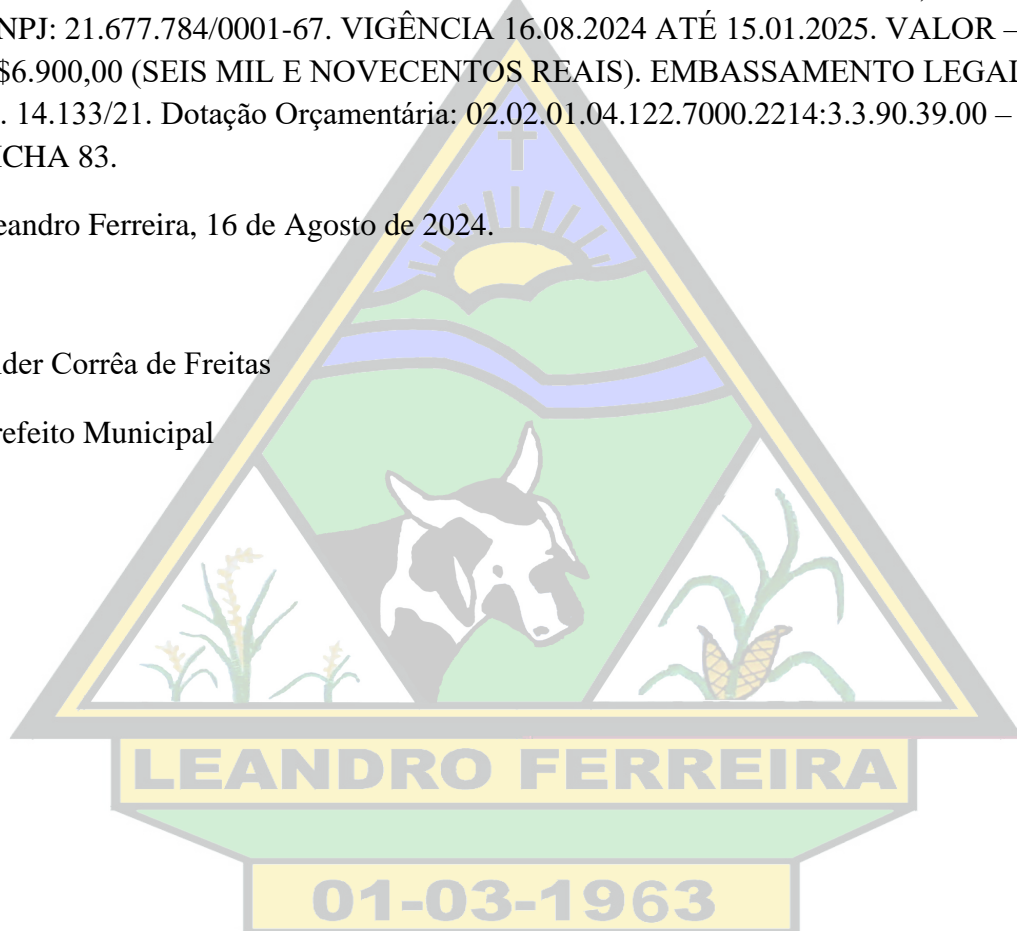 NPJ: 21.677.784/0001-67. VIGÊNCIA 16.08.2024 ATÉ 15.01.2025. VALOR –
$6.900,00 (SEIS MIL E NOVECENTOS REAIS). EMBASSAMENTO LEGAL
. 14.133/21. Dotação Orçamentária: 02.02.01.04.122.7000.2214:3.3.90.39.00 –
ICHA 83.
eandro Ferreira, 16 de Agosto de 2024.
lder Corrêa de Freitas
refeito Municipal
LEANDRO FERREIRA
01-03-1963